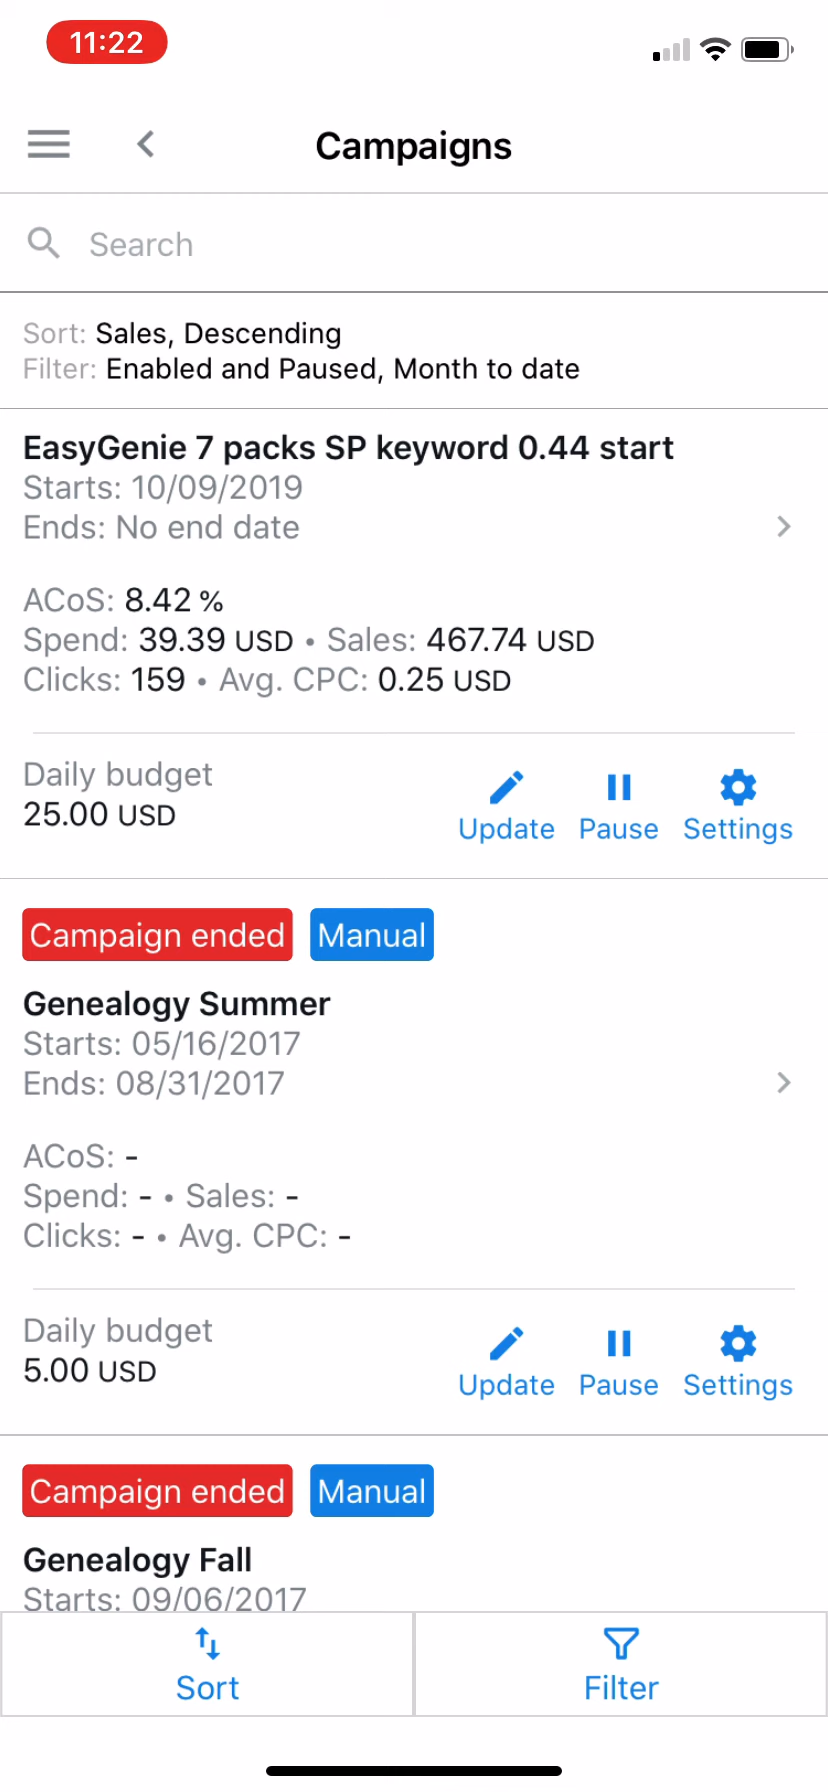 11:22
Campaigns
Search
Sort: Sales, Descending
Filter: Enabled and Paused, Month to date
EasyGenie 7 packs SP keyword 0.44 start
Starts: 10/09/2019
Ends: No end date
ACoS: 8.42 %
Spend: 39.39 USD • Sales: 467.74 USD
Clicks: 159 • Avg. CPC: 0.25 USD
Daily budget
25.00 USD
Update Pause Settings
Campaign ended Manual
Genealogy Summer
Starts: 05/16/2017
Ends: 08/31/2017
ACoS: -
Spend: - • Sales: -
Clicks: - • Avg. CPC: -
Daily budget
5.00 USD
Update Pause Settings
Campaign ended Manual
Genealogy Fall
Starts: 09/06/2017
Sort Filter